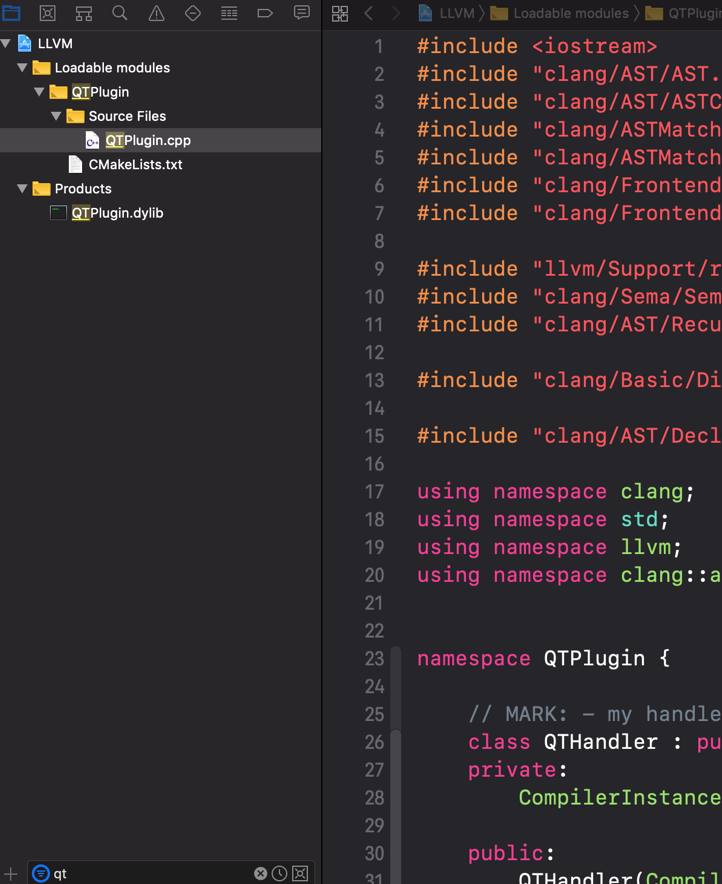 LLVM
Loadable modules
QTPlugin
Source Files
QTPlugin.cpp
CMakeLists.txt
Products
QTPlugin.dylib
qt
LLVM
Loadable modules
QTPlugin
1 #include <iostream>
2 #include "clang/AST/AST.
3 #include "clang/AST/ASTC
4 #include "clang/ASTMatch
5 #include "clang/ASTMatch
6 #include "clang/Frontend
7 #include "clang/Frontend
8
9 #include "llvm/Support/r
10 #include "clang/Sema/Sem
11 #include "clang/AST/Recu
12
13 #include "clang/Basic/Di
14
15 #include "clang/AST/Decl
16
17 using namespace clang;
18 using namespace std;
19 using namespace llvm;
20 using namespace clang::a
21
22
23 namespace QTPlugin {
24
25 // MARK: - my handle
26 class QTHandler : pu
27 private:
28 CompilerInstance
29
30 public:
31 QTHandler(Compil